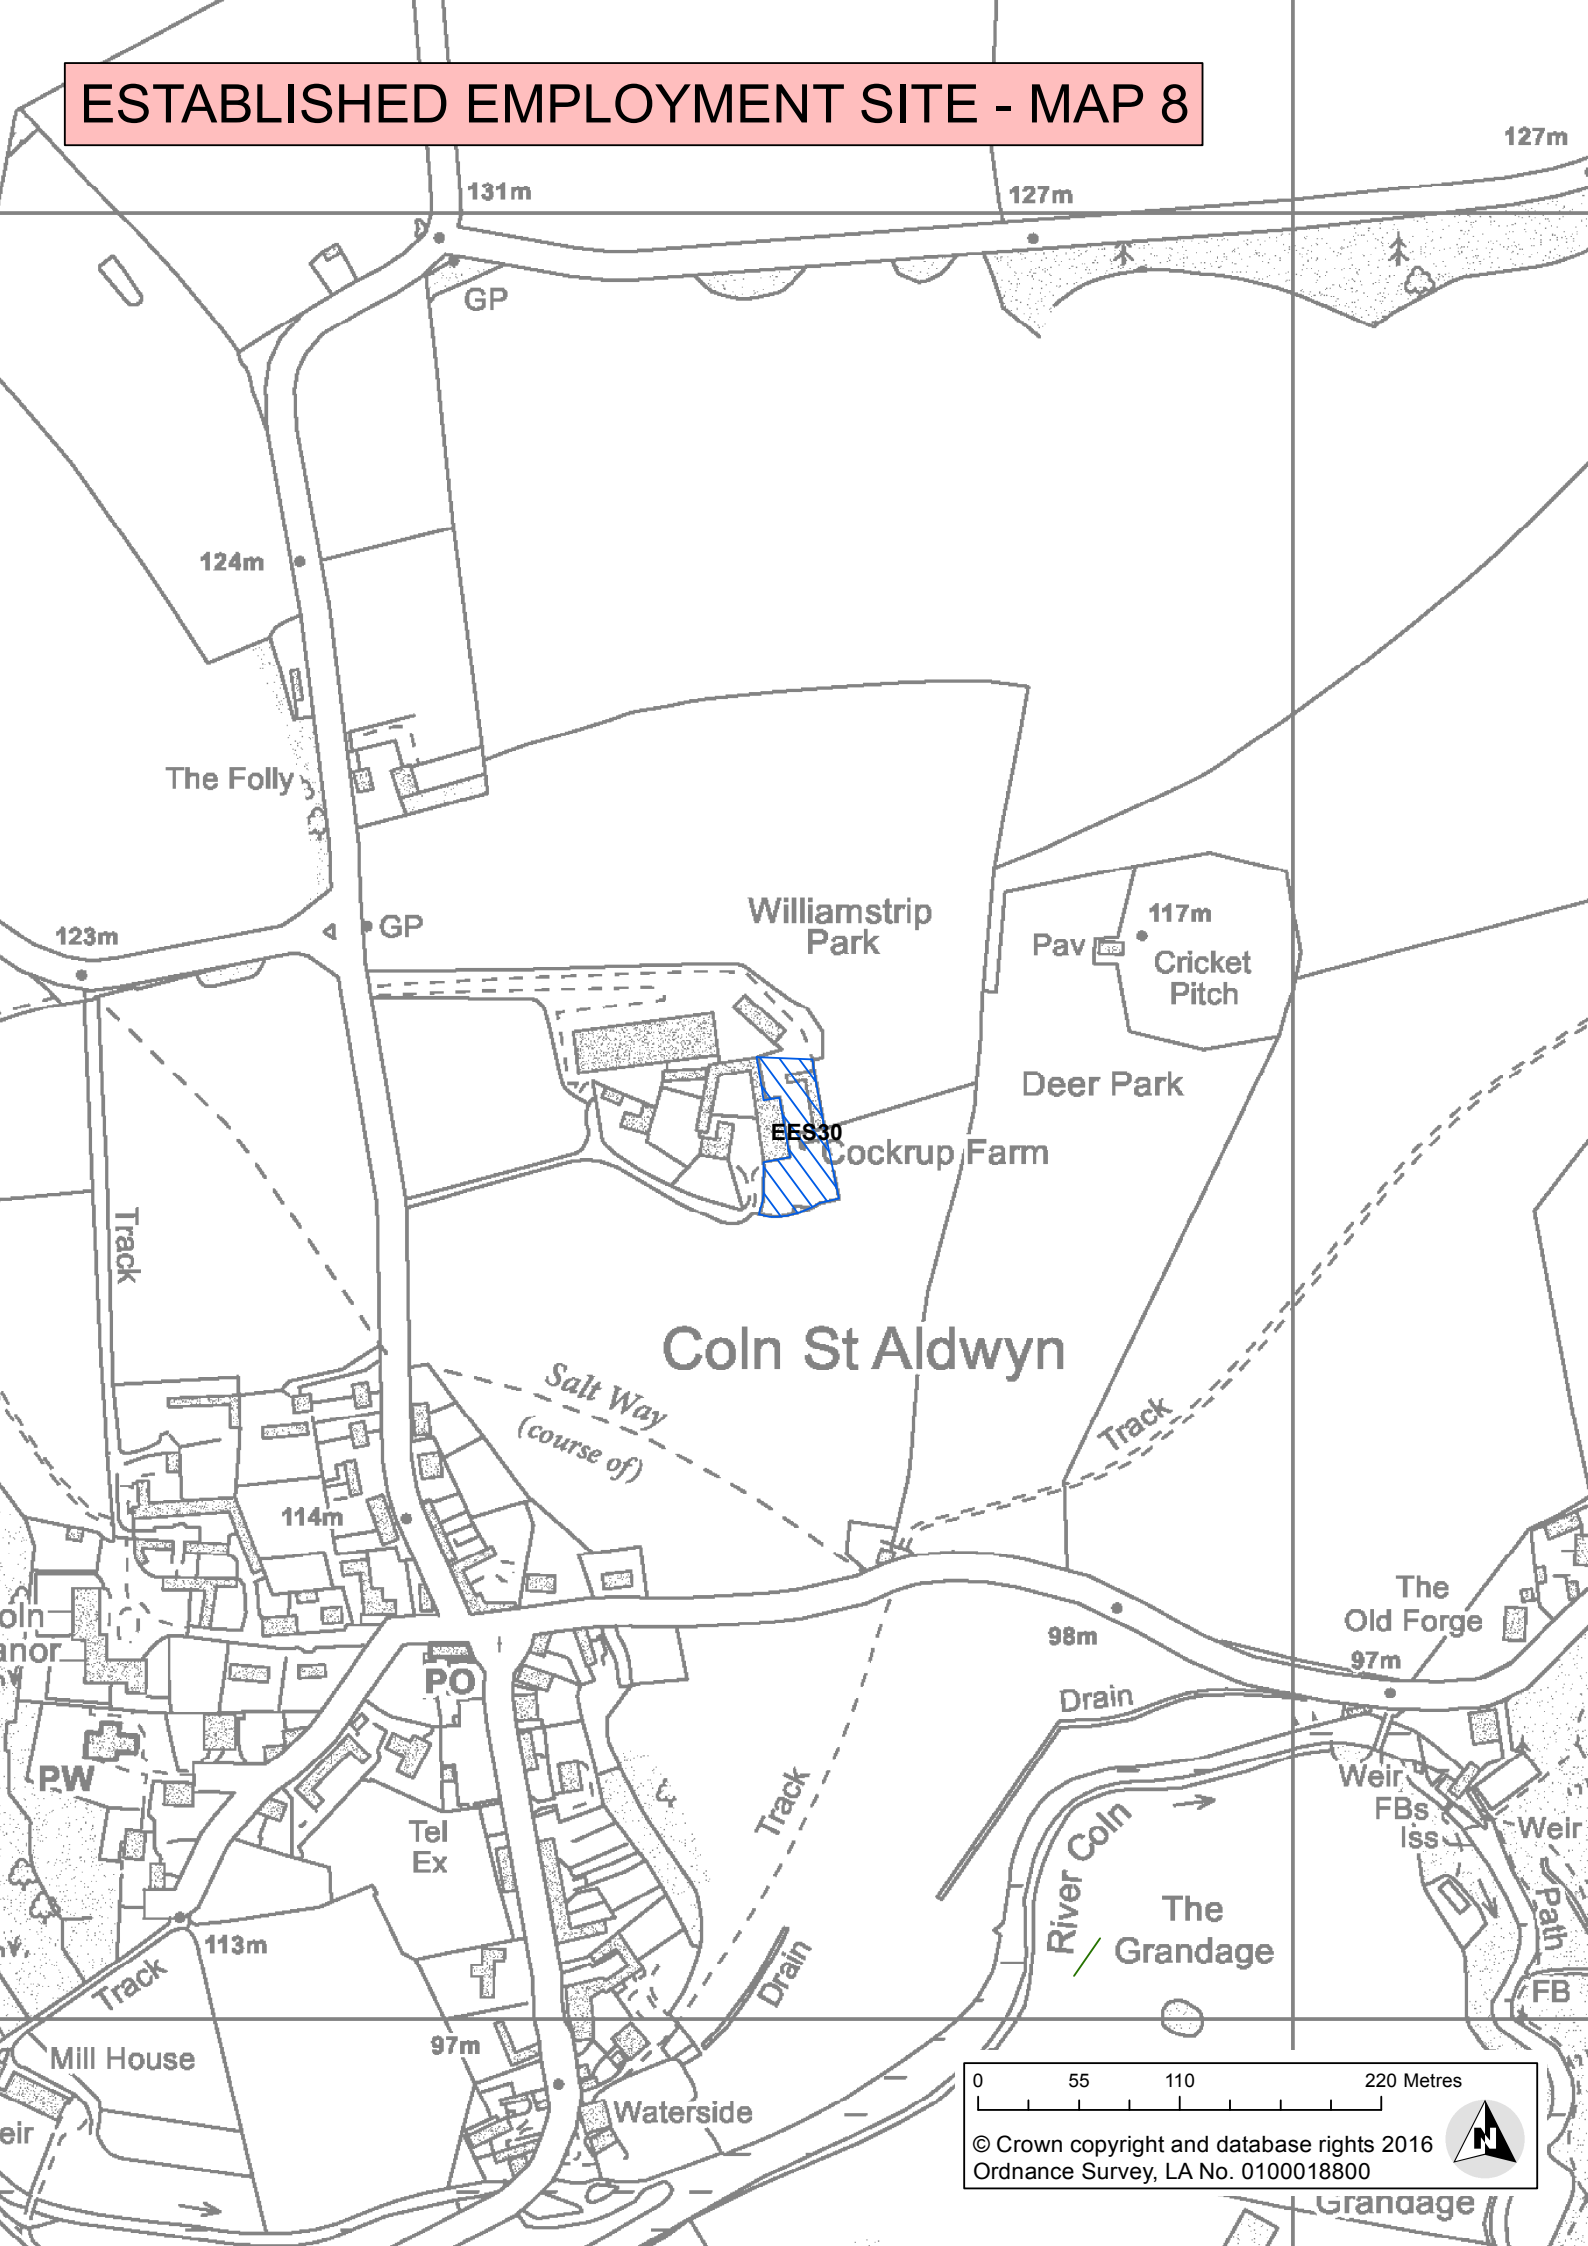 ESTABLISHED EMPLOYMENT SITE - MAP 8
127m
131m
127m
GP
124m
The Folly
Williamstrip
Park
117m
GP
123m
Pav
Cricket
Pitch
Deer Park
EES30
Cockrup Farm
Track
Coln St Aldwyn
Salt Way
(course of)
Track
114m
The
Old Forge
oln
anor
98m
97m
PO
Drain
PW
Weir
FBs
Iss
Weir
Track
Tel
Ex
River Coln
The
Grandage
Path
113m
Track
Drain
FB
97m
Mill House
Waterside
eir
0 55 110 220 Metres
N
© Crown copyright and database rights 2016
Ordnance Survey, LA No. 0100018800
Grandage